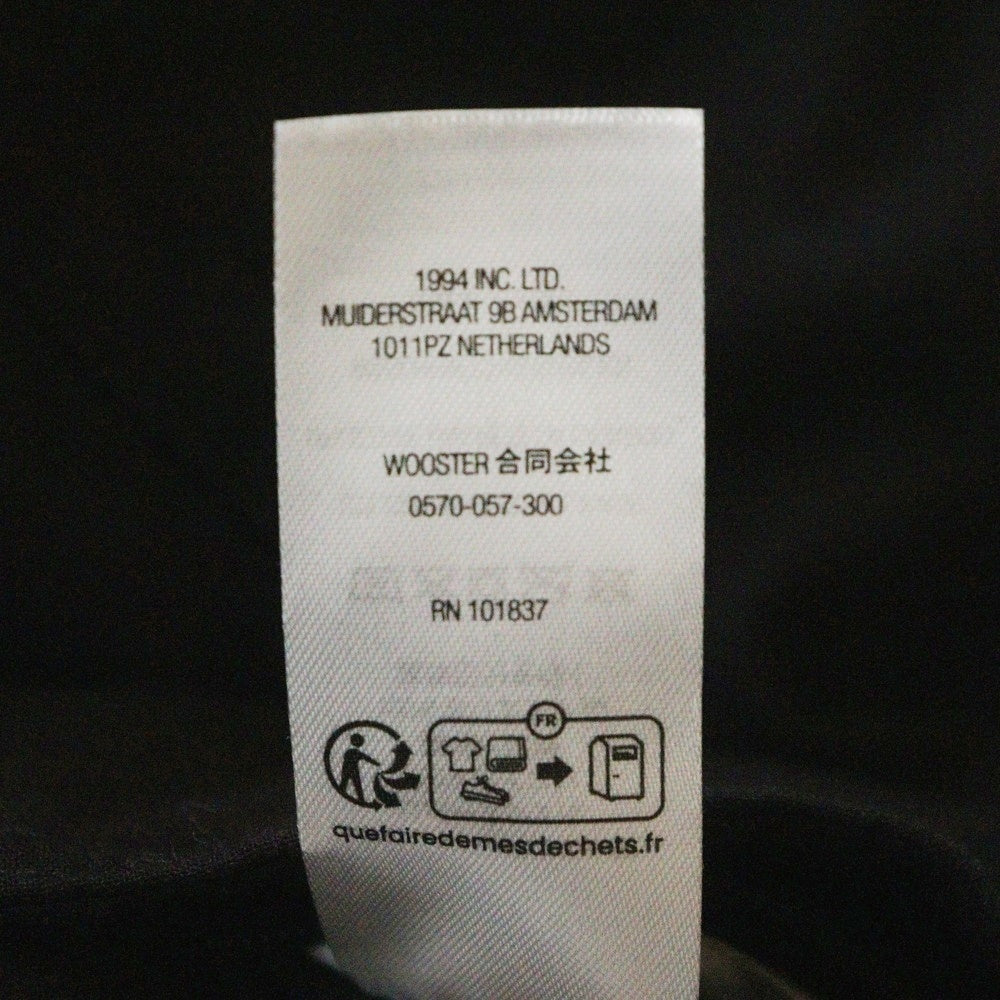 1994 INC. LTD.
MUIDERSTRAAT 9B AMSTERDAM
1011PZ NETHERLANDS
WOOSTER 合同会社
0570-057-300
RN 101837
FR
quefairedemesdechets.fr